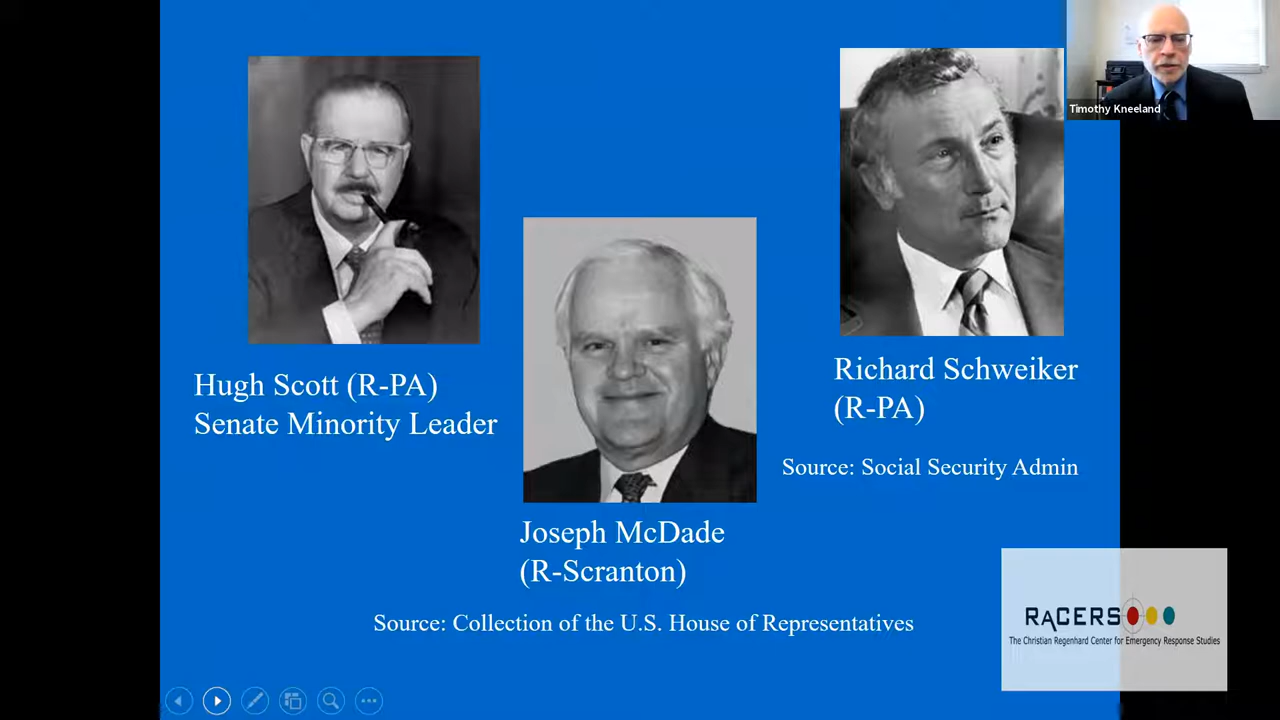 Timothy Kneeland
Hugh Scott (R-PA)
Senate Minority Leader
Richard Schweiker
(R-PA)
Source: Social Security Admin
Joseph McDade
(R-Scranton)
Source: Collection of the U.S. House of Representatives
RaCERS
The Christian Regenhard Center for Emergency Response Studies